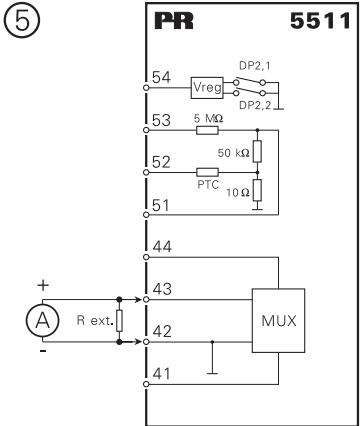 5
PR 5511
54
Vreg
DP2,1
DP2,2
53
5 MΩ
50 kΩ
52
PTC
10 Ω
51
44
+
43
A
R ext.
MUX
42
-
41